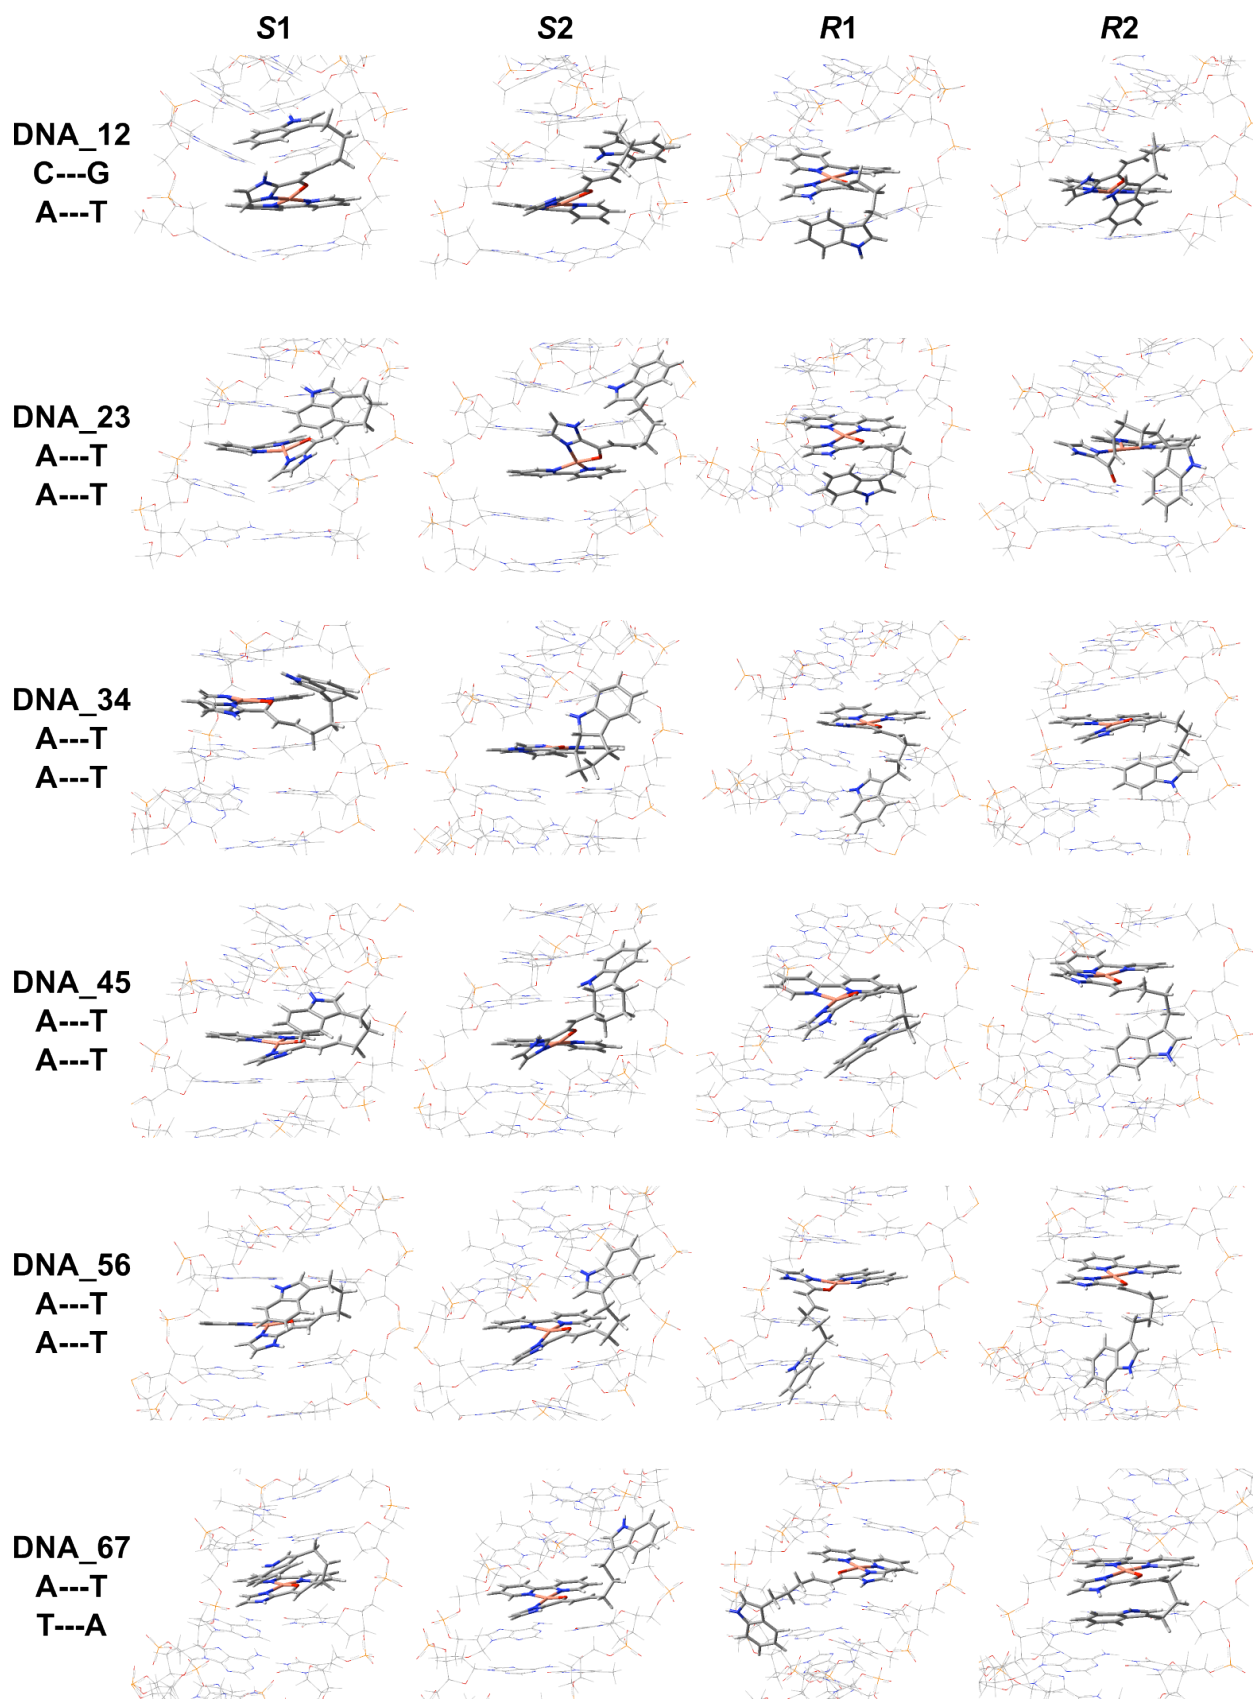 S1 S2 R1 R2
DNA_12
C---G
A---T
DNA_23
A---T
A---T
DNA_34
A---T
A---T
DNA_45
A---T
A---T
DNA_56
A---T
A---T
DNA_67
A---T
T---A